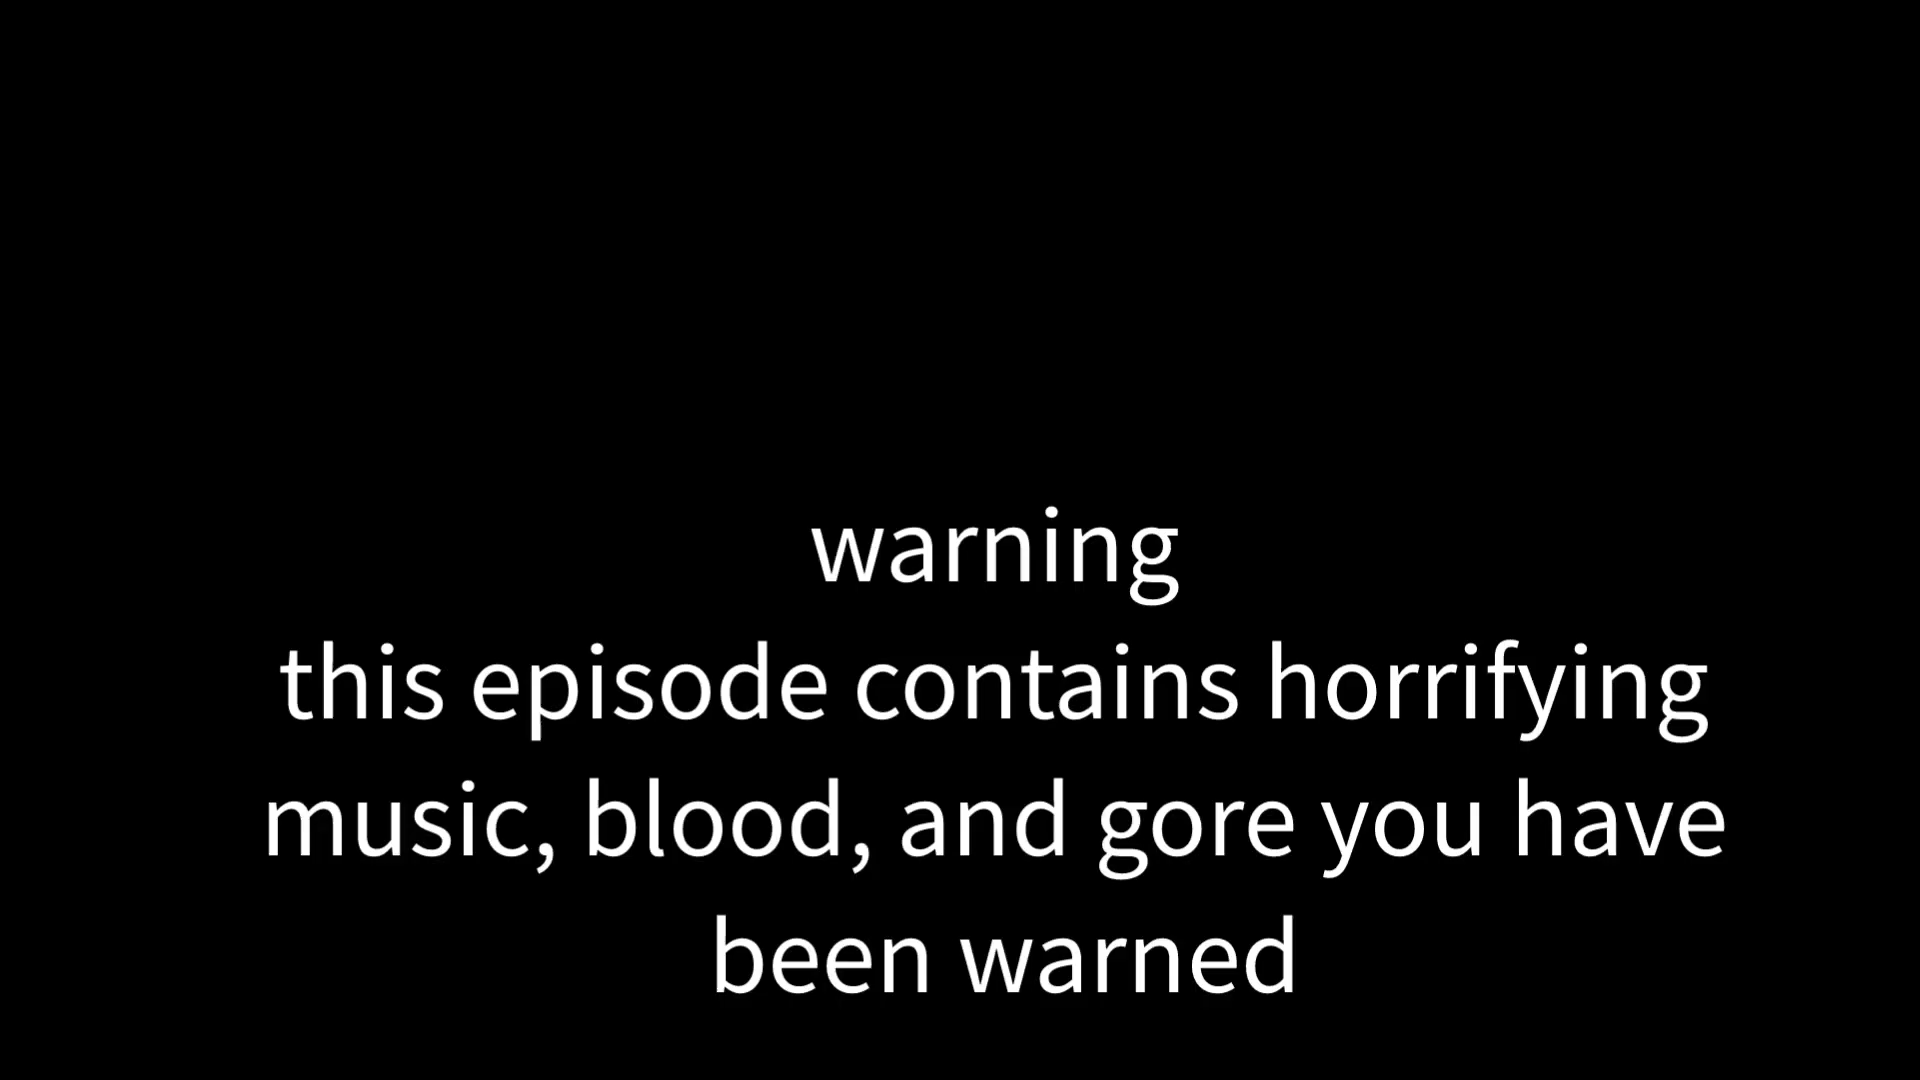 warning
this episode contains horrifying
music, blood, and gore you have
been warned